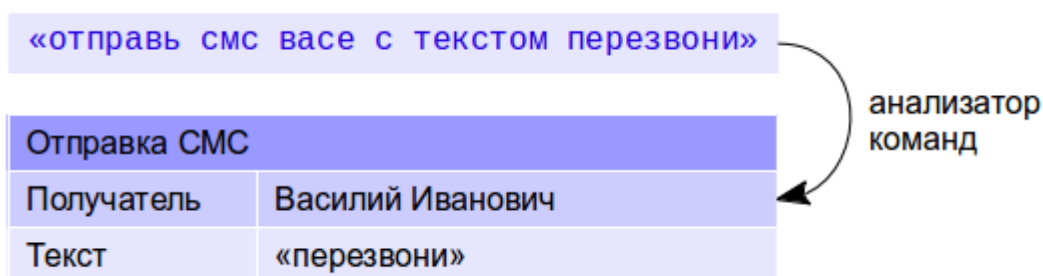 «отправь смс васе с текстом перезвони»
анализатор
команд
Отправка СМС
Получатель Василий Иванович
Текст «перезвони»